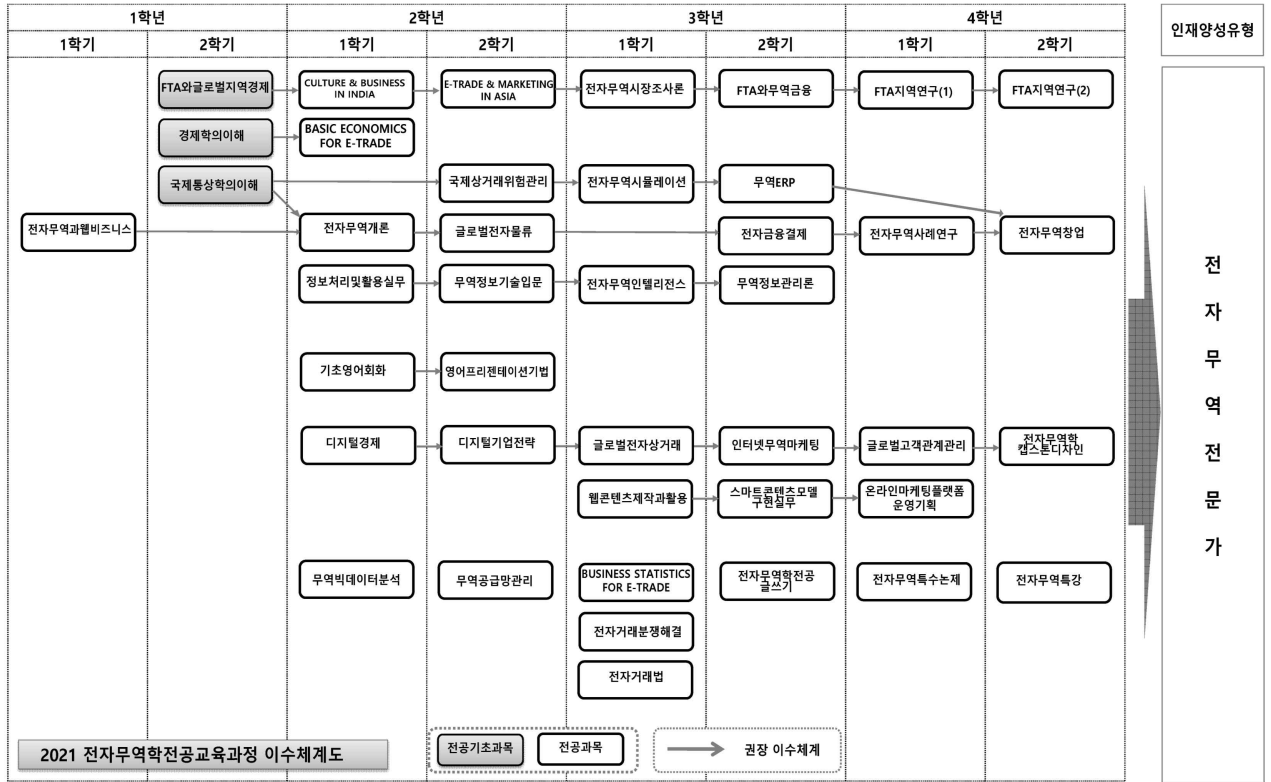 1학년
2학년
3학년
4학년
인재양성유형
1학기
2학기
1학기
2학기
1학기
2학기
1학기
2학기
FTA와글로벌지역경제
CULTURE & BUSINESS
IN INDIA
E-TRADE & MARKETING
IN ASIA
전자무역시장조사론
FTA와무역금융
FTA지역연구(1)
FTA지역연구(2)
경제학의이해
BASIC ECONOMICS
FOR E-TRADE
국제통상학의이해
국제상거래위험관리
전자무역시뮬레이션
무역ERP
전자무역과웹비즈니스
전자무역개론
글로벌전자물류
전자금융결제
전자무역사례연구
전자무역창업
정보처리및활용실무
무역정보기술입문
전자무역인텔리전스
무역정보관리론
기초영어회화
영어프리젠테이션기법
디지털경제
디지털기업전략
글로벌전자상거래
인터넷무역마케팅
글로벌고객관계관리
전자무역학
캡스톤디자인
웹콘텐츠제작과활용
스마트콘텐츠모델
구현실무
온라인마케팅플랫폼
운영기획
무역빅데이터분석
무역공급망관리
BUSINESS STATISTICS
FOR E-TRADE
전자무역학전공
글쓰기
전자무역특수논제
전자무역특강
전자거래분쟁해결
전자거래법
전
자
무
역
전
문
가
2021 전자무역학전공교육과정 이수체계도
전공기초과목
전공과목
권장 이수체계